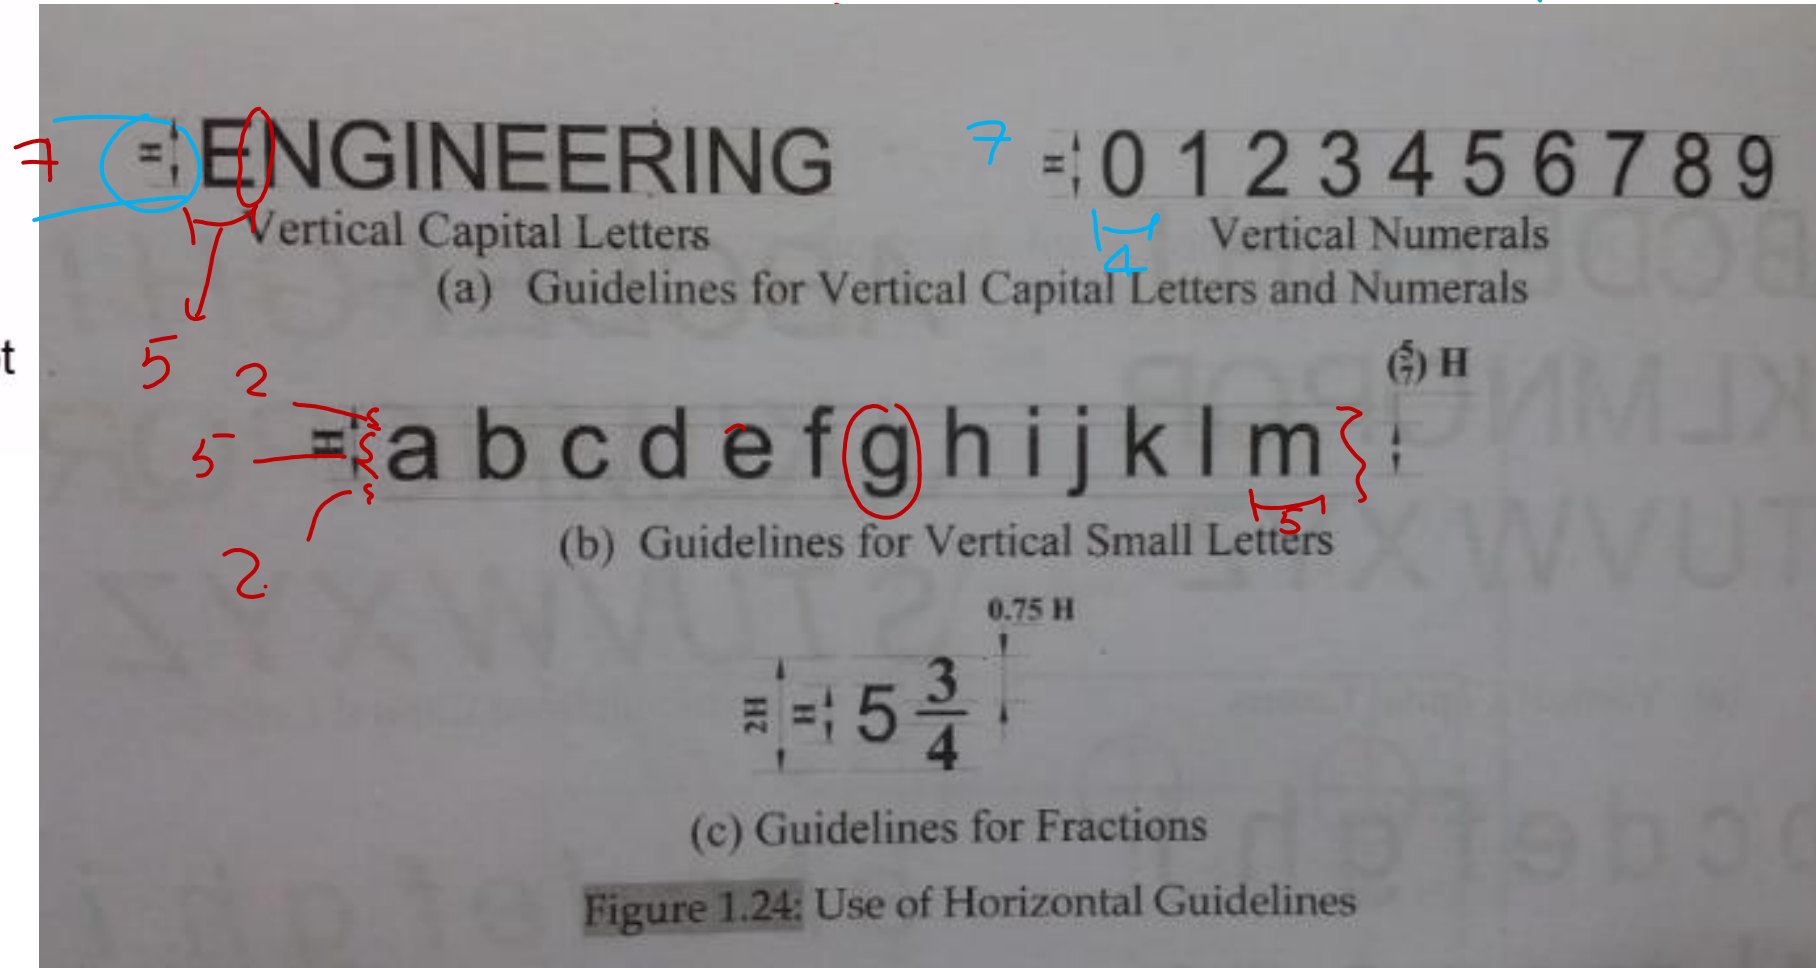 7 H ENGINEERING 7 H 0 1 2 3 4 5 6 7 8 9
Vertical Capital Letters 4 Vertical Numerals
(a) Guidelines for Vertical Capital Letters and Numerals
t 5 2 (5/7) H
5 H a b c d e f g h i j k l m
5
2 (b) Guidelines for Vertical Small Letters
0.75 H
2H H 5 3/4
(c) Guidelines for Fractions
Figure 1.24: Use of Horizontal Guidelines